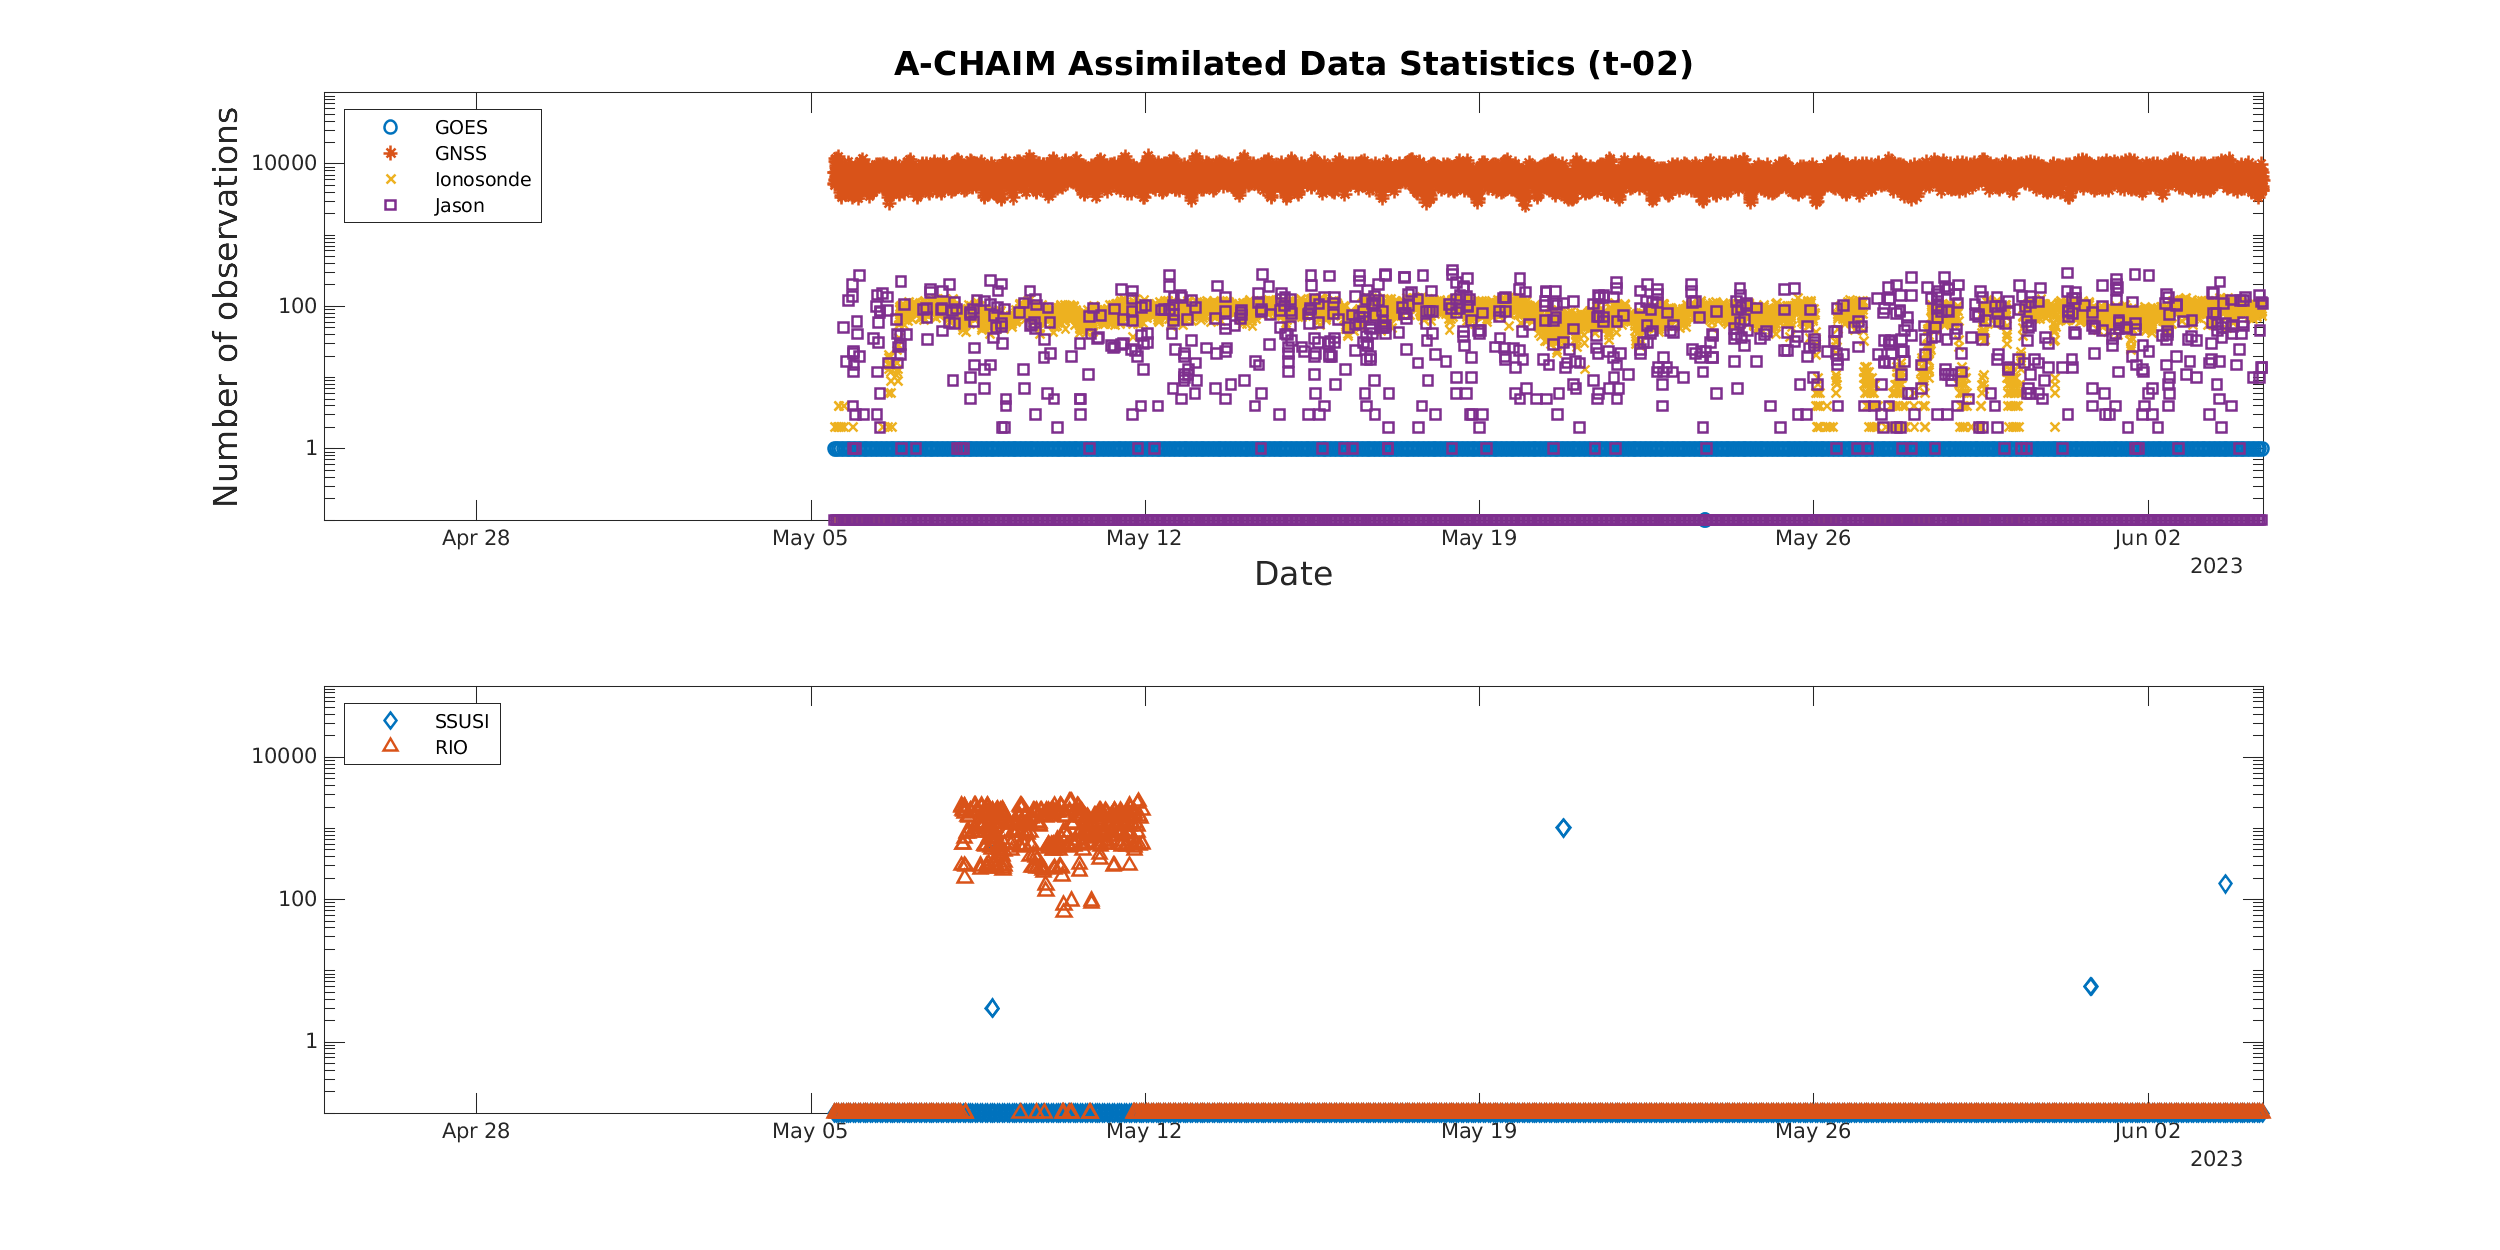 A-CHAIM Assimilated Data Statistics (t-02)
Number of observations
10000
100
1
GOES
GNSS
Ionosonde
Jason
Apr 28
May 05
May 12
May 19
May 26
Jun 02
2023
Date
10000
100
1
SSUSI
RIO
Apr 28
May 05
May 12
May 19
May 26
Jun 02
2023